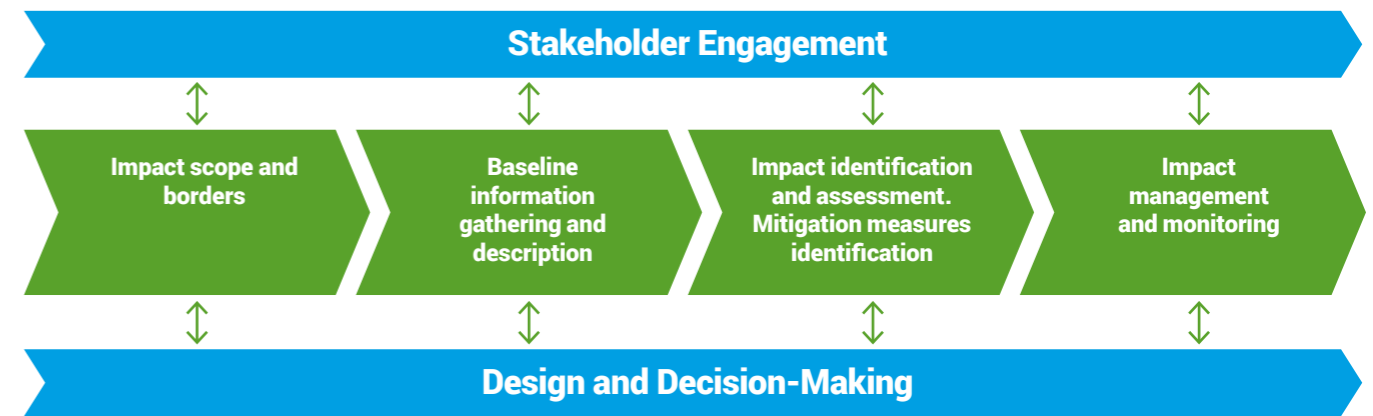 Stakeholder Engagement
Impact scope and
borders
Baseline
information
gathering and
description
Impact identification
and assessment.
Mitigation measures
identification
Impact
management
and monitoring
Design and Decision-Making